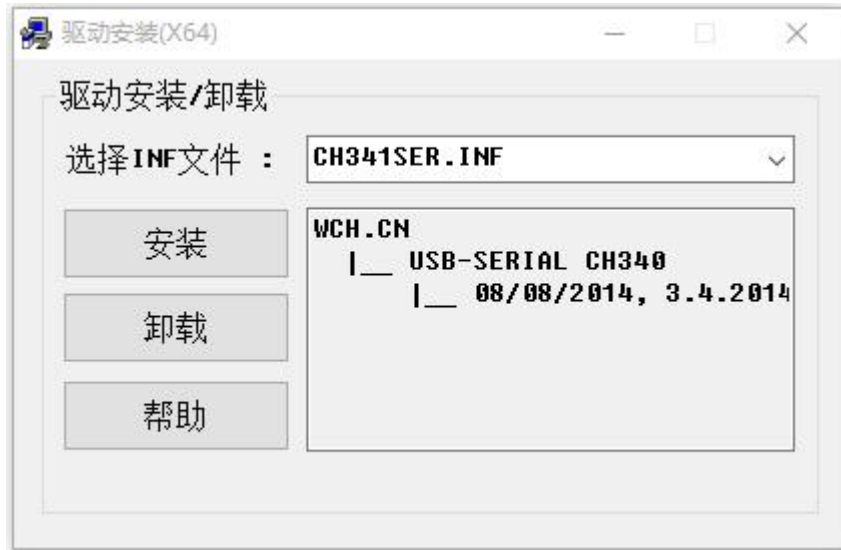 驱动安装(X64)
驱动安装/卸载
选择INF文件 : CH341SER.INF
安装
卸载
帮助
WCH.CN
|__ USB-SERIAL CH340
|__ 08/08/2014, 3.4.2014